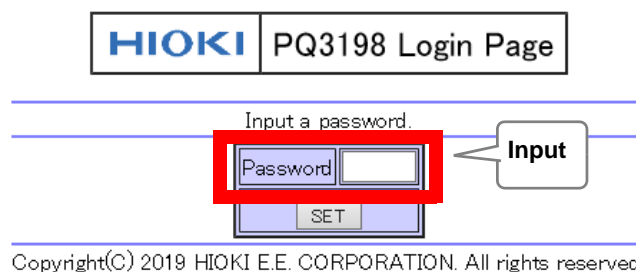 HIOKI PQ3198 Login Page
Input a password.
Password
Input
SET
Copyright(C) 2019 HIOKI E.E. CORPORATION. All rights reserved